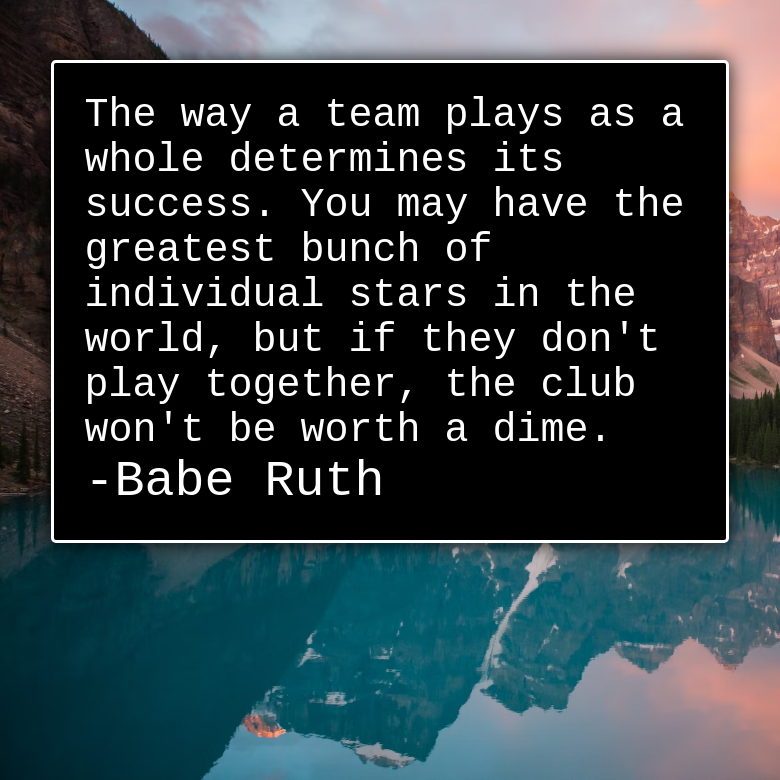 The way a team plays as a
whole determines its
success. You may have the
greatest bunch of
individual stars in the
world, but if they don't
play together, the club
won't be worth a dime.
-Babe Ruth